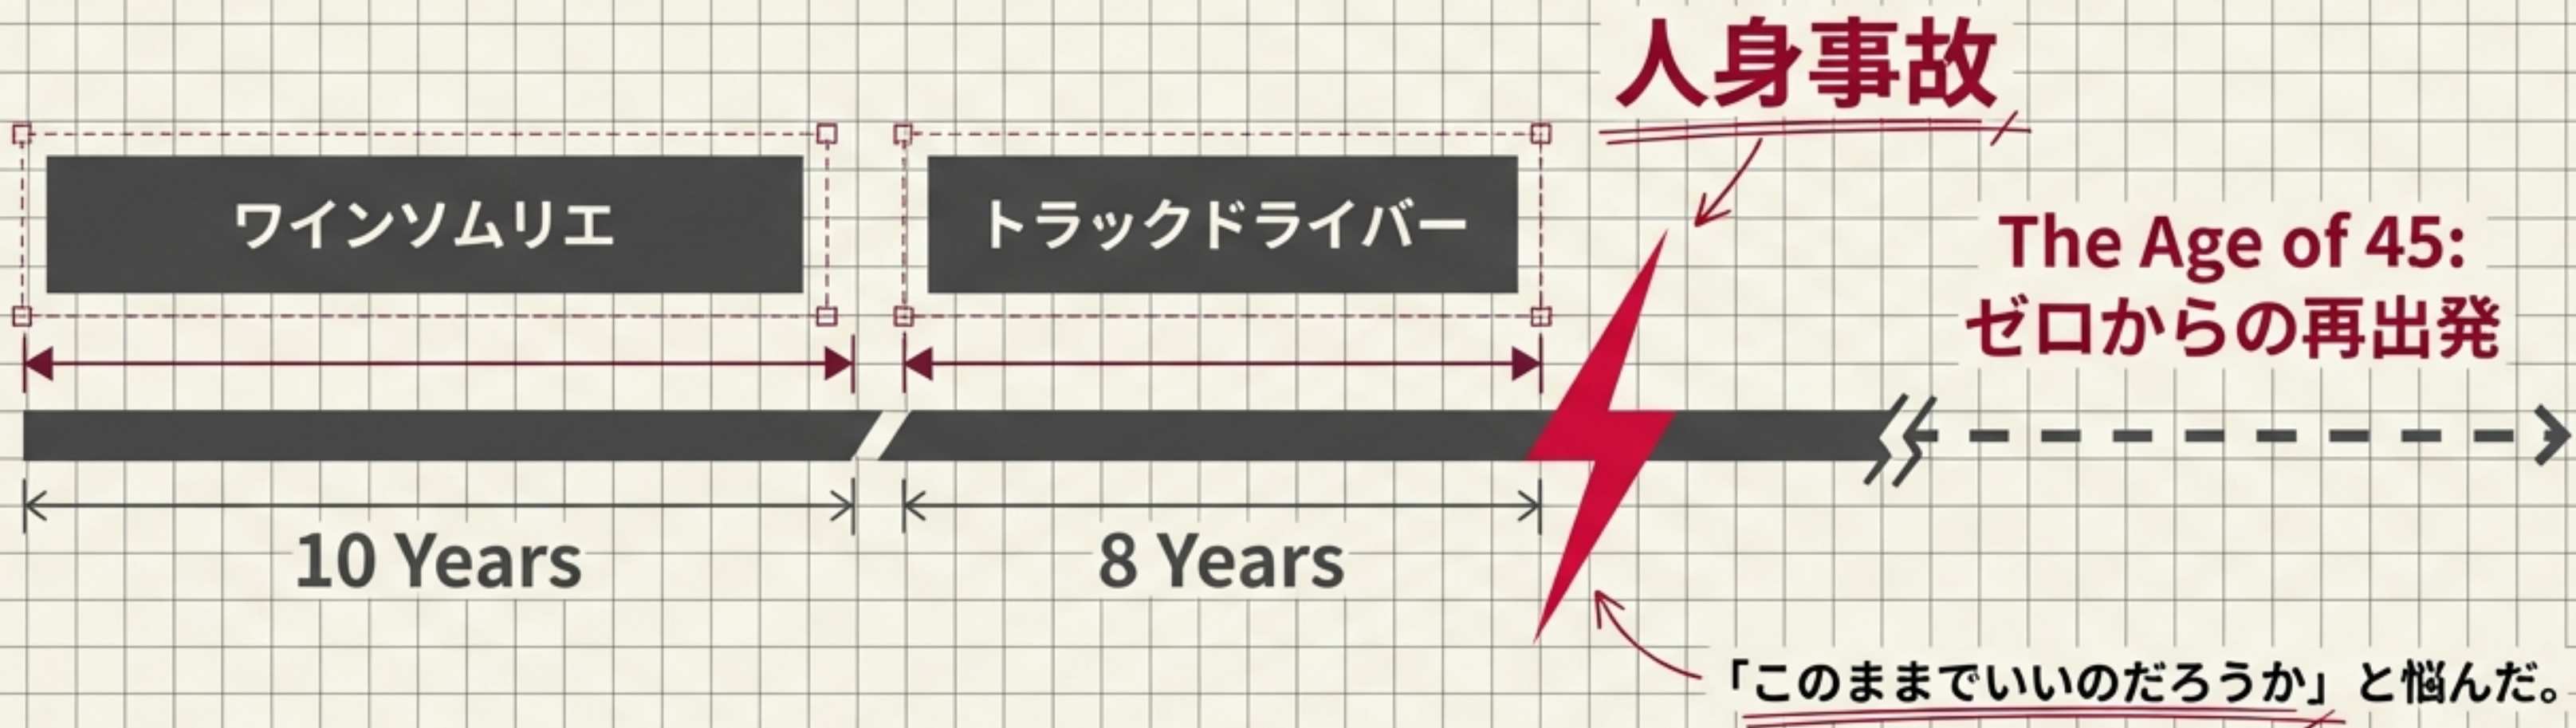 人身事故
ワインソムリエ
トラックドライバー
The Age of 45:
ゼロからの再出発
10 Years
8 Years
「このままでいいのだろうか」と悩んだ。